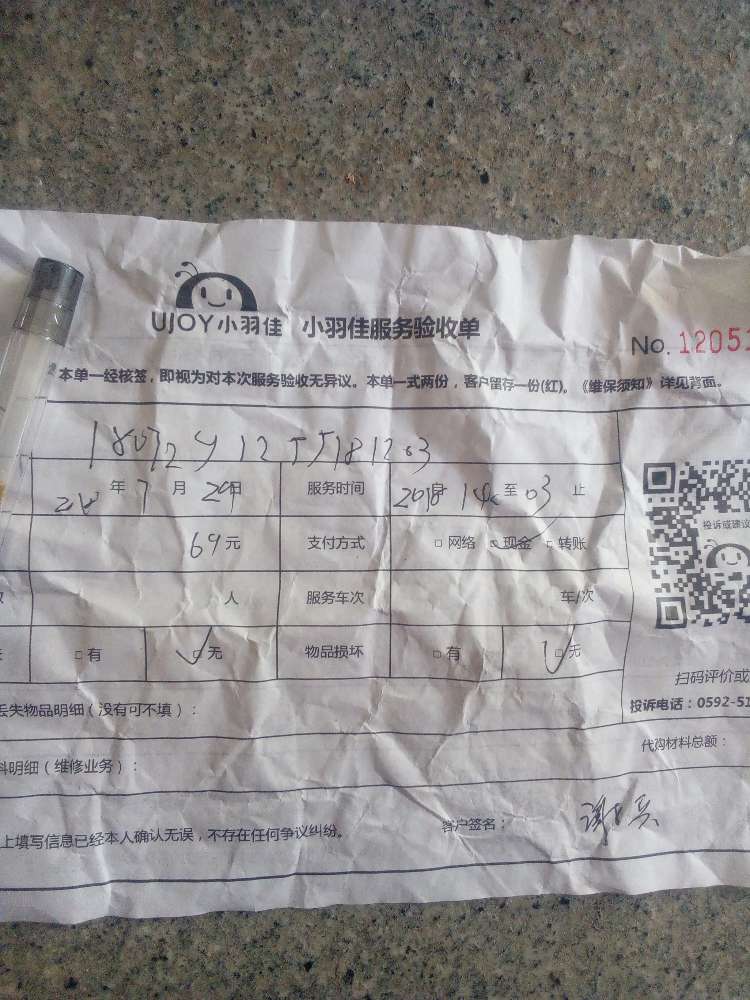 UJOY小羽佳 小羽佳服务验收单
No. 12051
本单一经核签，即视为对本次服务验收无异议。本单一式两份，客户留存一份(红)。《维保须知》详见背面。
年 7 月 29日 服务时间 2018 至 03 止
投诉或建议
69元 支付方式 □网络 □现金 □转账
人 服务车次 车/次
□有 □无 物品损坏 □有 □无
扫码评价或
投诉电话：0592-51
丢失物品明细（没有可不填）：
代购材料总额：
料明细（维修业务）：
上填写信息已经本人确认无误，不存在任何争议纠纷。 客户签名：